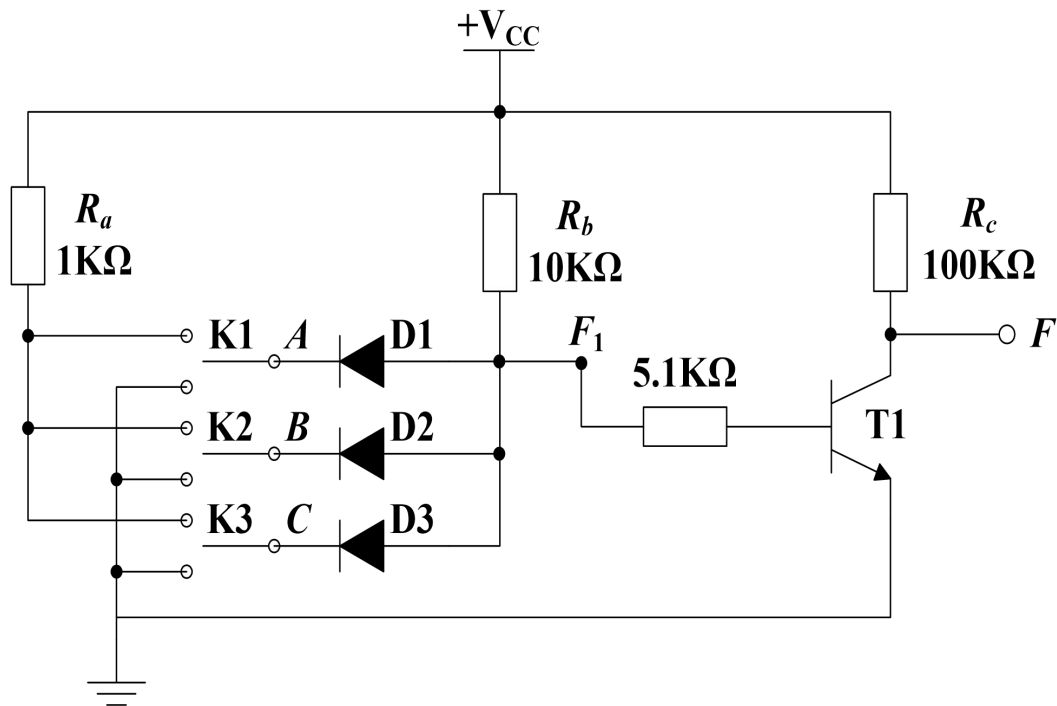 +VCC
Ra
1KΩ
Rb
10KΩ
Rc
100KΩ
K1 A D1
F1
F
5.1KΩ
K2 B D2
T1
K3 C D3